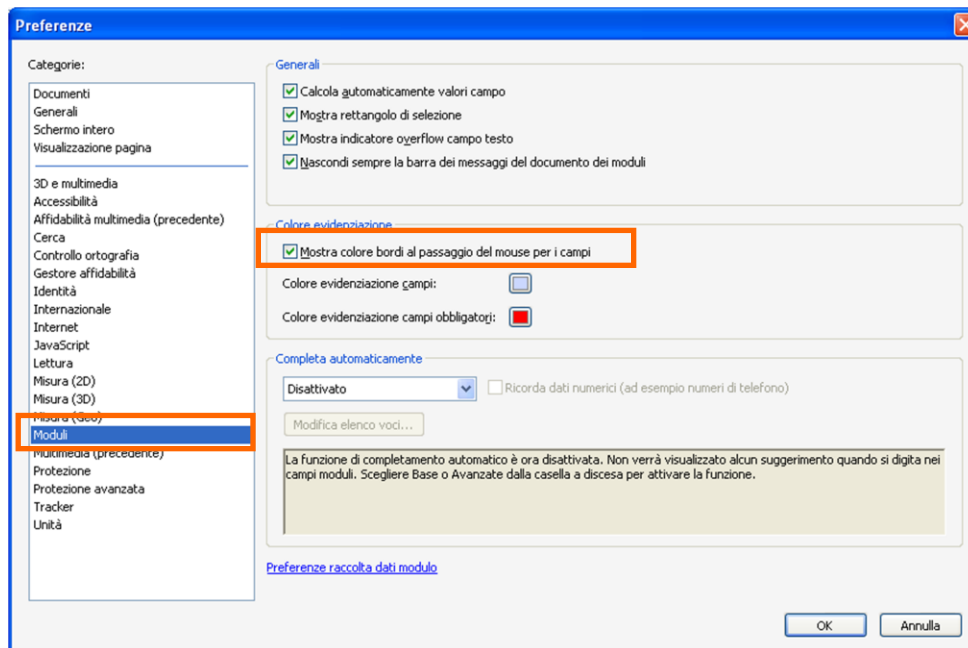 Preferenze
Categorie:
Documenti
Generali
Schermo intero
Visualizzazione pagina
3D e multimedia
Accessibilità
Affidabilità multimedia (precedente)
Cerca
Controllo ortografia
Gestore affidabilità
Identità
Internazionale
Internet
JavaScript
Lettura
Misura (2D)
Misura (3D)
Misura (Geo)
Moduli
Multimedia (precedente)
Protezione
Protezione avanzata
Tracker
Unità
Generali
Calcola automaticamente valori campo
Mostra rettangolo di selezione
Mostra indicatore overflow campo testo
Nascondi sempre la barra dei messaggi del documento dei moduli
Colore evidenziazione
Mostra colore bordi al passaggio del mouse per i campi
Colore evidenziazione campi:
Colore evidenziazione campi obbligatori:
Completa automaticamente
Disattivato
Ricorda dati numerici (ad esempio numeri di telefono)
Modifica elenco voci...
La funzione di completamento automatico è ora disattivata. Non verrà visualizzato alcun suggerimento quando si digita nei
campi moduli. Scegliere Base o Avanzate dalla casella a discesa per attivare la funzione.
Preferenze raccolta dati modulo
OK
Annulla